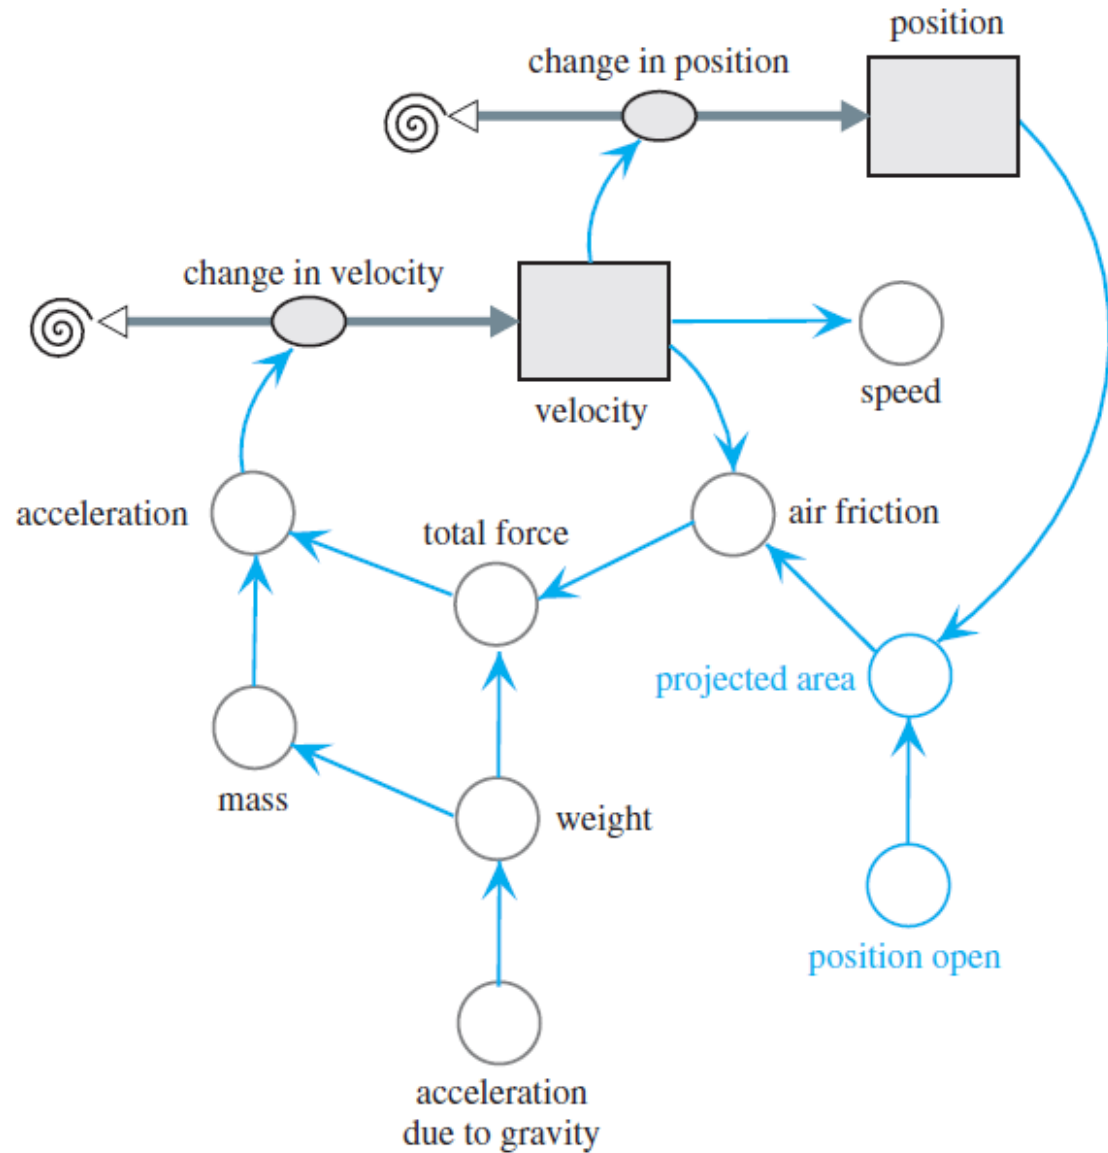 position
change in position
change in velocity
speed
velocity
acceleration
air friction
total force
projected area
mass
weight
position open
acceleration
due to gravity